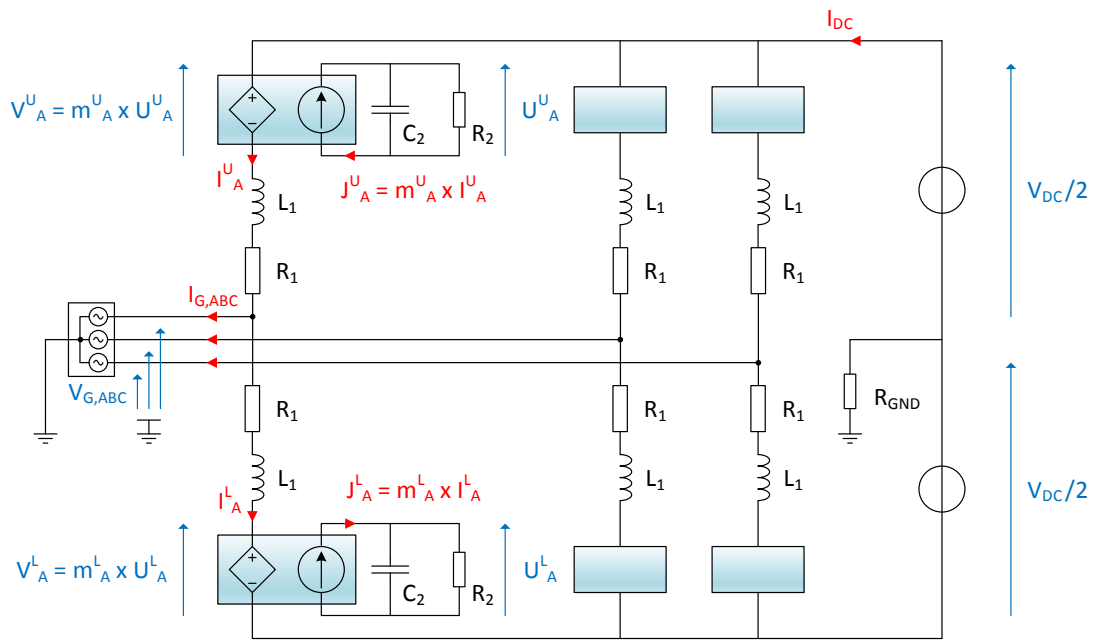 I_DC
V^U_A = m^U_A x U^U_A
C_2
R_2
U^U_A
I^U_A
J^U_A = m^U_A x I^U_A
V_DC/2
L_1
L_1
L_1
R_1
R_1
R_1
I_G,ABC
V_G,ABC
R_1
R_1
R_1
R_GND
L_1
L_1
L_1
I^L_A
J^L_A = m^L_A x I^L_A
V_DC/2
V^L_A = m^L_A x U^L_A
C_2
R_2
U^L_A